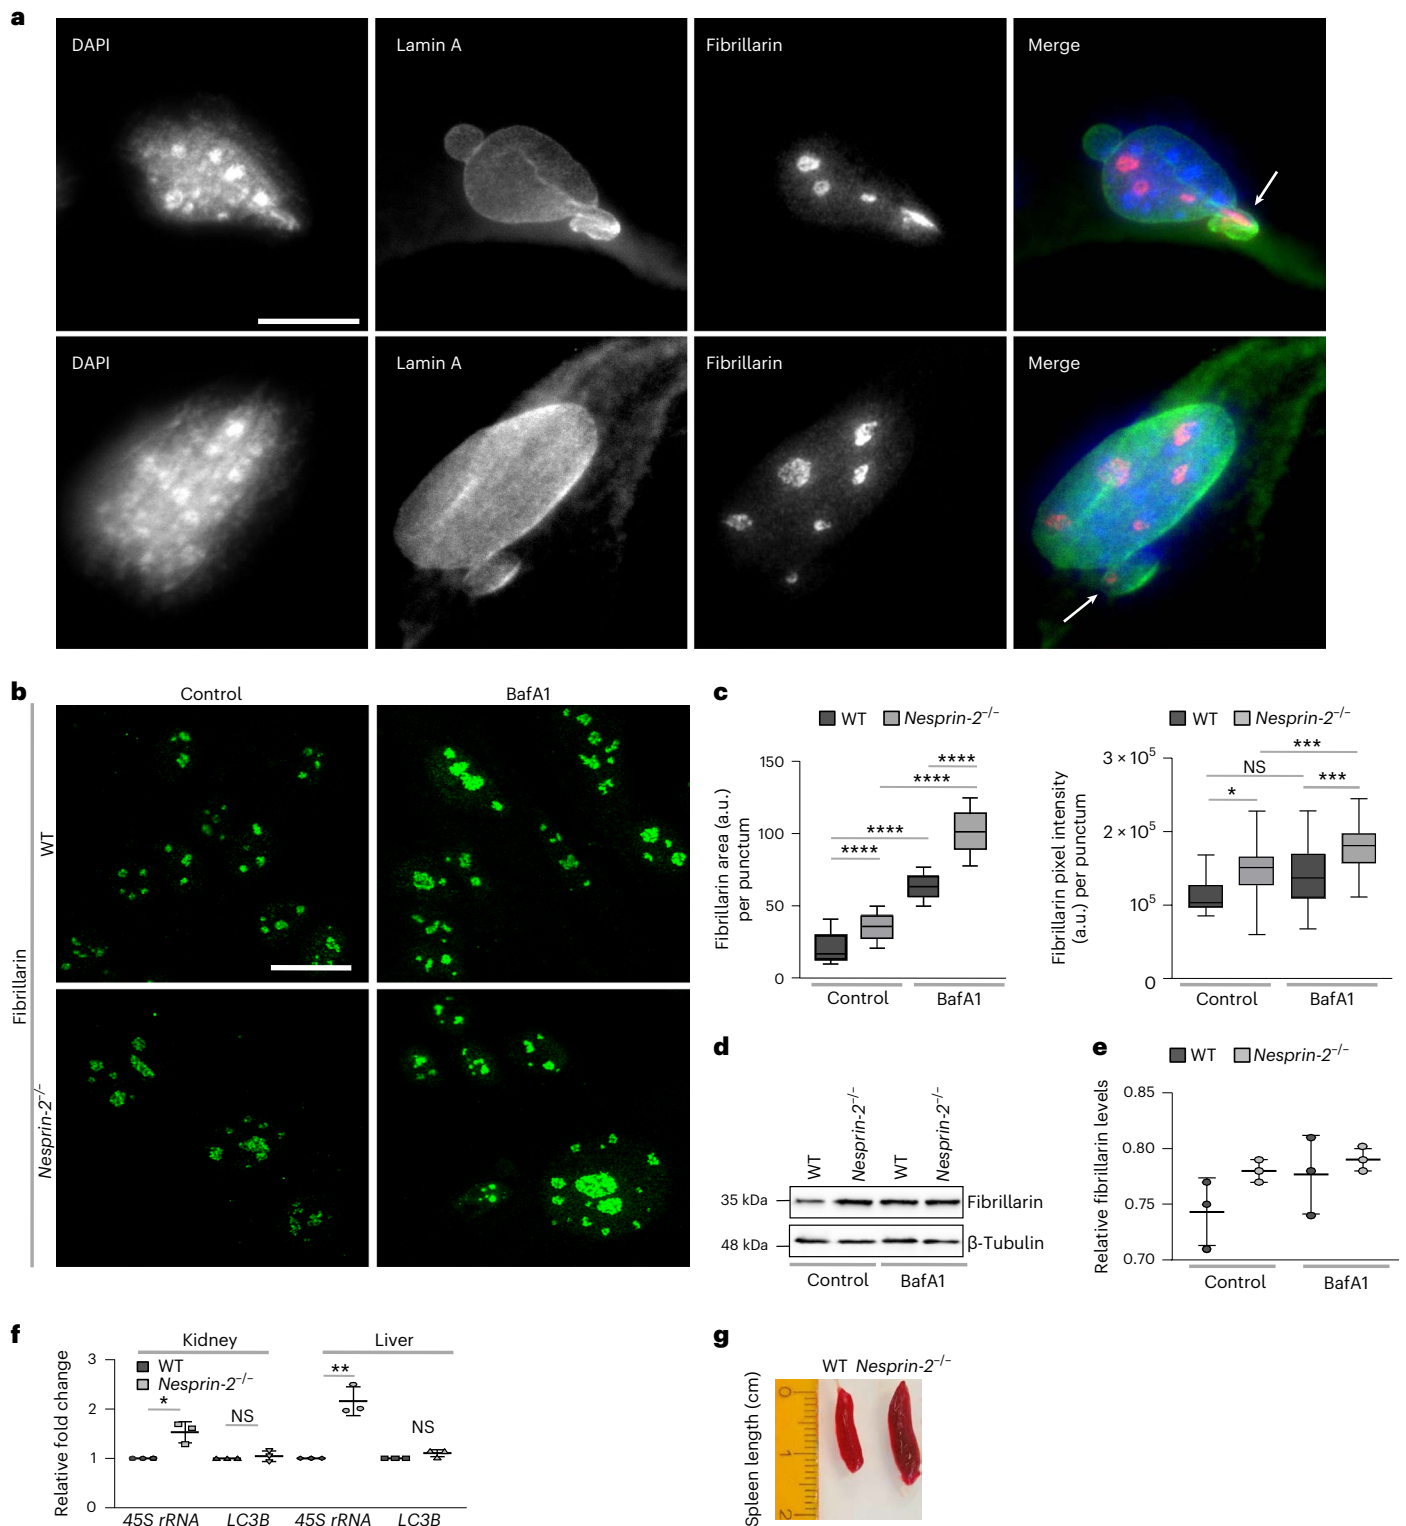 a
DAPI
Lamin A
Fibrillarin
Merge
DAPI
Lamin A
Fibrillarin
Merge
b
Control
BafA1
Fibrillarin
WT
Nesprin-2−/−
c
WT
Nesprin-2−/−
Fibrillarin area (a.u.)
per punctum
150
100
50
0
****
****
****
****
Control
BafA1
WT
Nesprin-2−/−
Fibrillarin pixel intensity
(a.u.) per punctum
3 × 10⁵
2 × 10⁵
10⁵
0
***
NS
***
*
Control
BafA1
d
WT
Nesprin-2−/−
WT
Nesprin-2−/−
35 kDa
Fibrillarin
48 kDa
β-Tubulin
Control
BafA1
e
WT
Nesprin-2−/−
Relative fibrillarin levels
0.85
0.80
0.75
0.70
Control
BafA1
f
Kidney
Liver
WT
Nesprin-2−/−
Relative fold change
3
2
1
0
*
NS
**
NS
45S rRNA
LC3B
45S rRNA
LC3B
g
WT Nesprin-2−/−
Spleen length (cm)
0
1
2